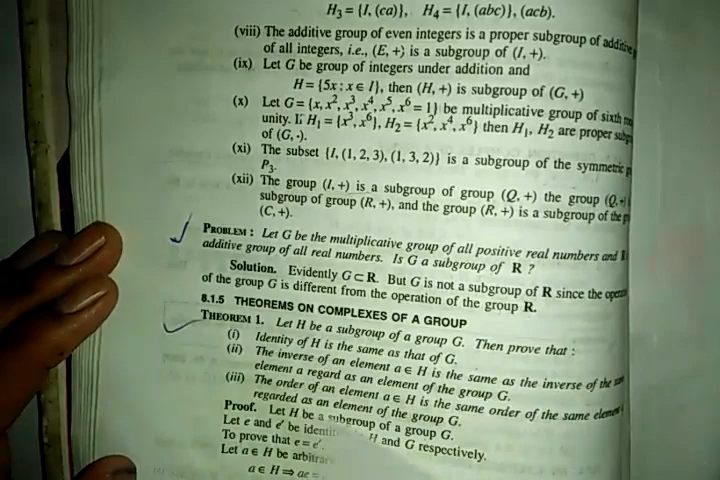 H3 = {I, (ca)}, H4 = {I, (abc)}, (acb).
(viii) The additive group of even integers is a proper subgroup of additive
of all integers, i.e., (E, +) is a subgroup of (I, +).
(ix) Let G be group of integers under addition and
H = {5x : x ∈ I}, then (H, +) is subgroup of (G, +)
(x) Let G = {x, x², x³, x⁴, x⁵, x⁶ = 1} be multiplicative group of sixth
unity. If H₁ = {x³, x⁶}, H₂ = {x², x⁴, x⁶} then H₁, H₂ are proper
of (G, ·).
(xi) The subset {I, (1, 2, 3), (1, 3, 2)} is a subgroup of the symmetric
P3.
(xii) The group (I, +) is a subgroup of group (Q, +) the group (Q, +)
subgroup of group (R, +), and the group (R, +) is a subgroup of the
(C, +).
PROBLEM : Let G be the multiplicative group of all positive real numbers and R
additive group of all real numbers. Is G a subgroup of R ?
Solution. Evidently G ⊂ R. But G is not a subgroup of R since the
of the group G is different from the operation of the group R.
8.1.5 THEOREMS ON COMPLEXES OF A GROUP
THEOREM 1. Let H be a subgroup of a group G. Then prove that :
(i) Identity of H is the same as that of G.
(ii) The inverse of an element a ∈ H is the same as the inverse of the
element a regard as an element of the group G.
(iii) The order of an element a ∈ H is the same order of the same element
regarded as an element of the group G.
Proof. Let H be a subgroup of a group G.
Let e and e' be H and G respectively.
To prove that e = e'.
Let a ∈ H be
a ∈ H ⇒ ae =